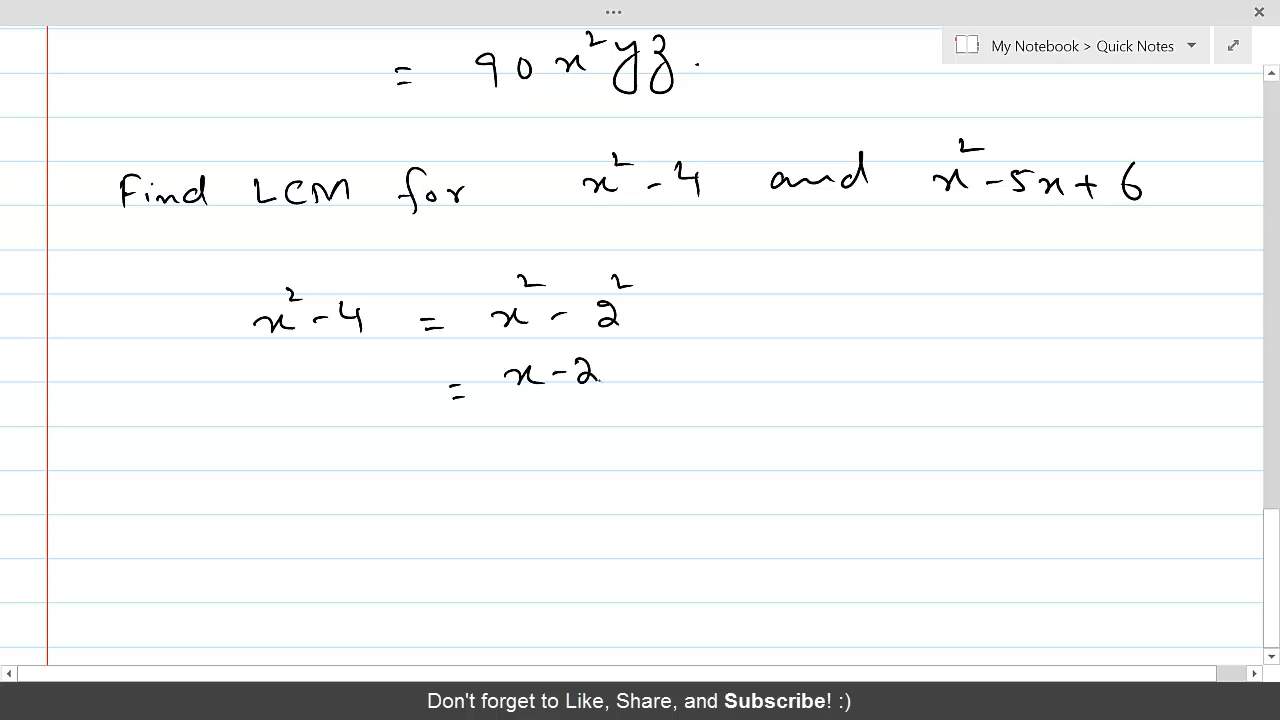 My Notebook > Quick Notes
= 90x²yz.
Find LCM for x² - 4 and x² - 5x + 6
x² - 4 = x² - 2²
= x - 2
Don't forget to Like, Share, and Subscribe! :)